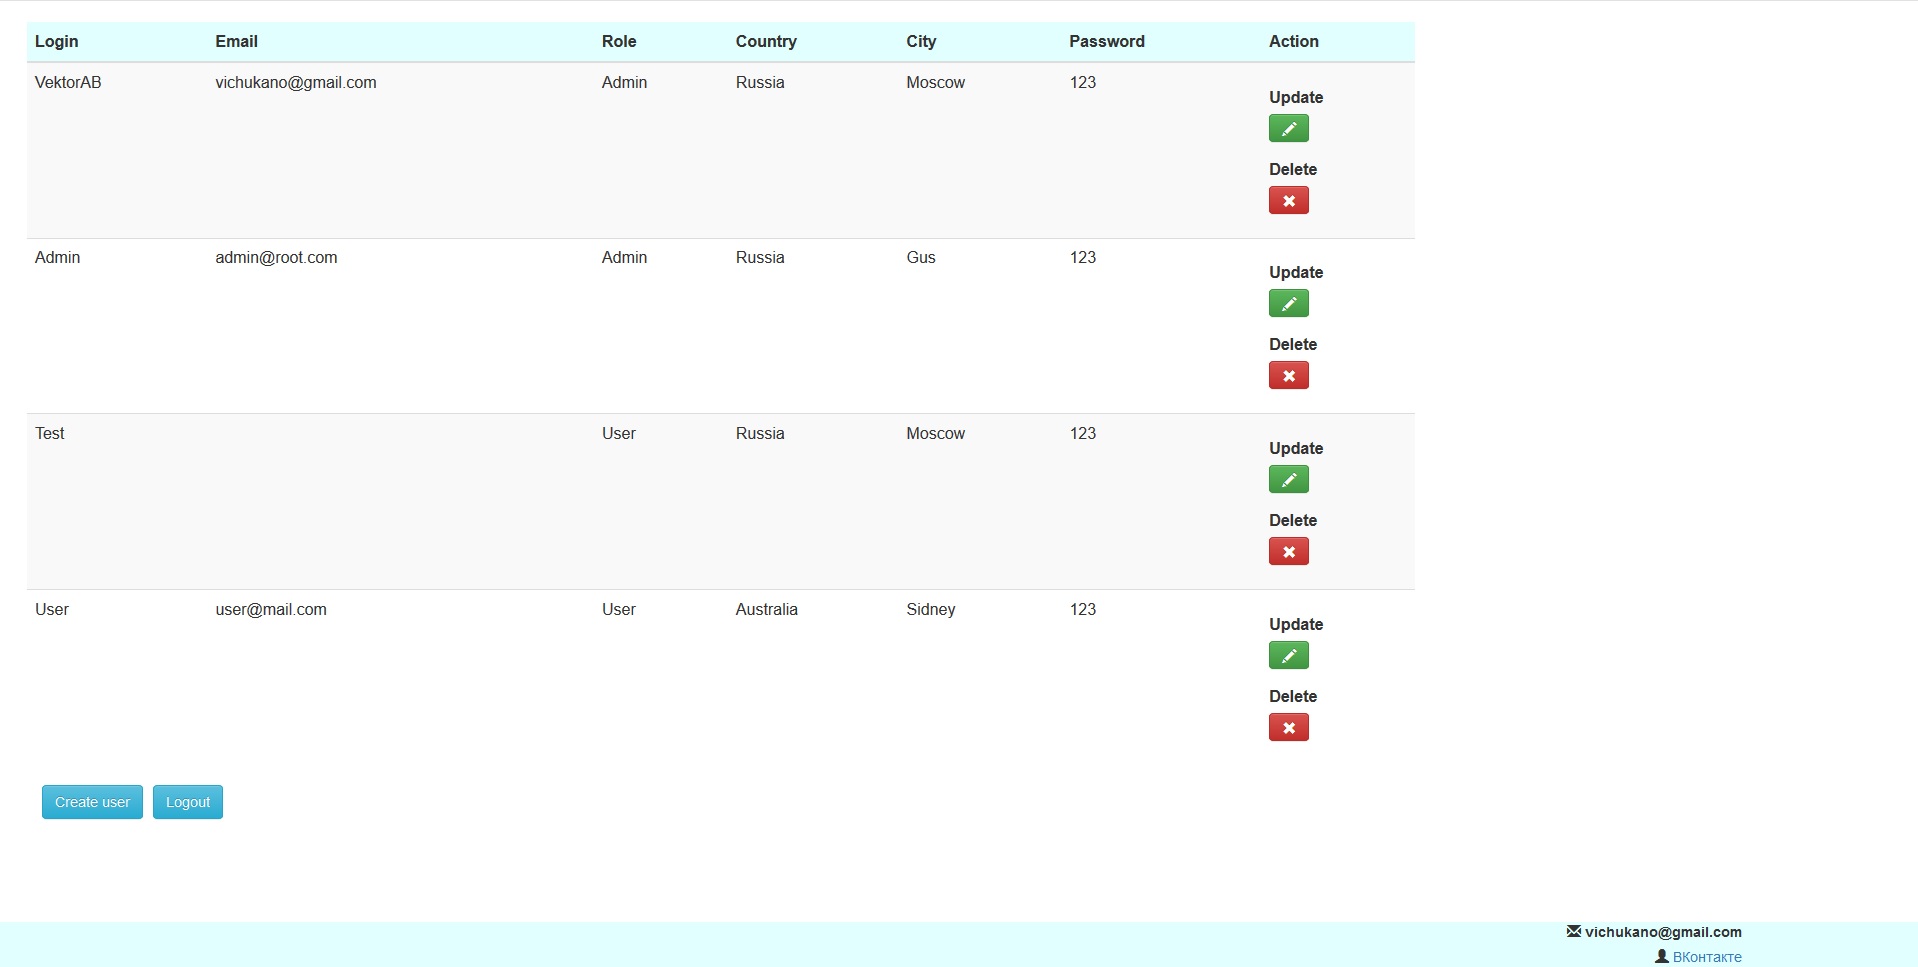 Login Email Role Country City Password Action
VektorAB vichukano@gmail.com Admin Russia Moscow 123
Update
Delete
Admin admin@root.com Admin Russia Gus 123
Update
Delete
Test User Russia Moscow 123
Update
Delete
User user@mail.com User Australia Sidney 123
Update
Delete
Create user Logout
vichukano@gmail.com
ВКонтакте